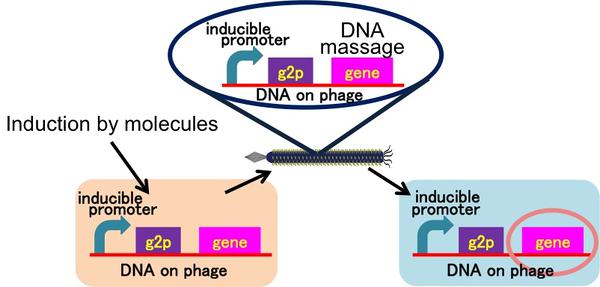 inducible
promoter
DNA
massage
g2p
gene
DNA on phage
Induction by molecules
inducible
promoter
g2p
gene
DNA on phage
inducible
promoter
g2p
gene
DNA on phage